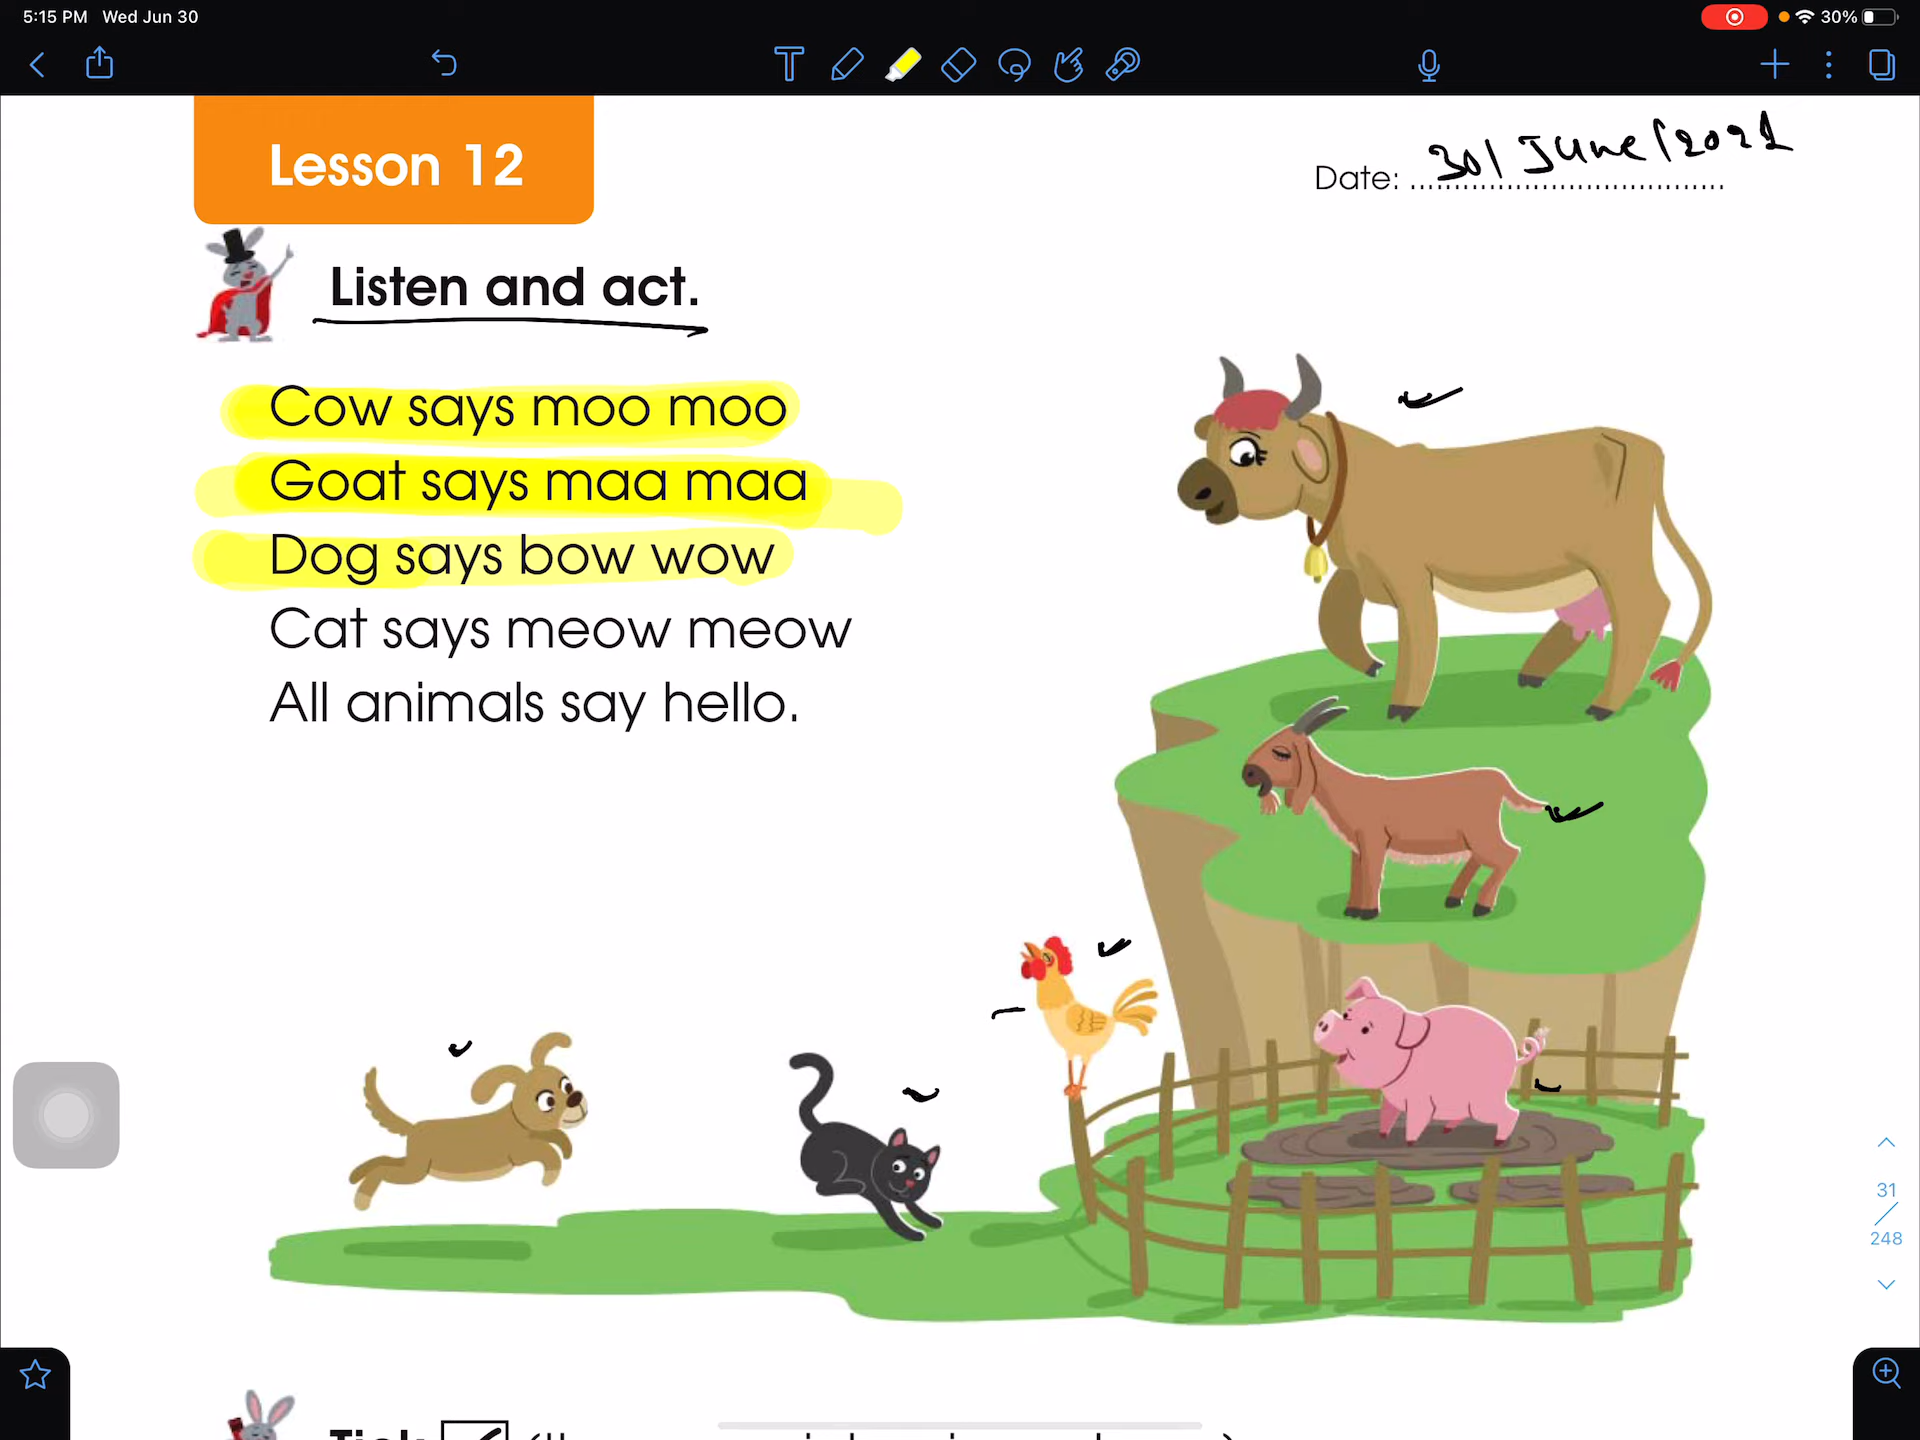 5:15 PM Wed Jun 30
30%
Lesson 12
Date: 30/June/2021
Listen and act.
Cow says moo moo
Goat says maa maa
Dog says bow wow
Cat says meow meow
All animals say hello.
31
/
248